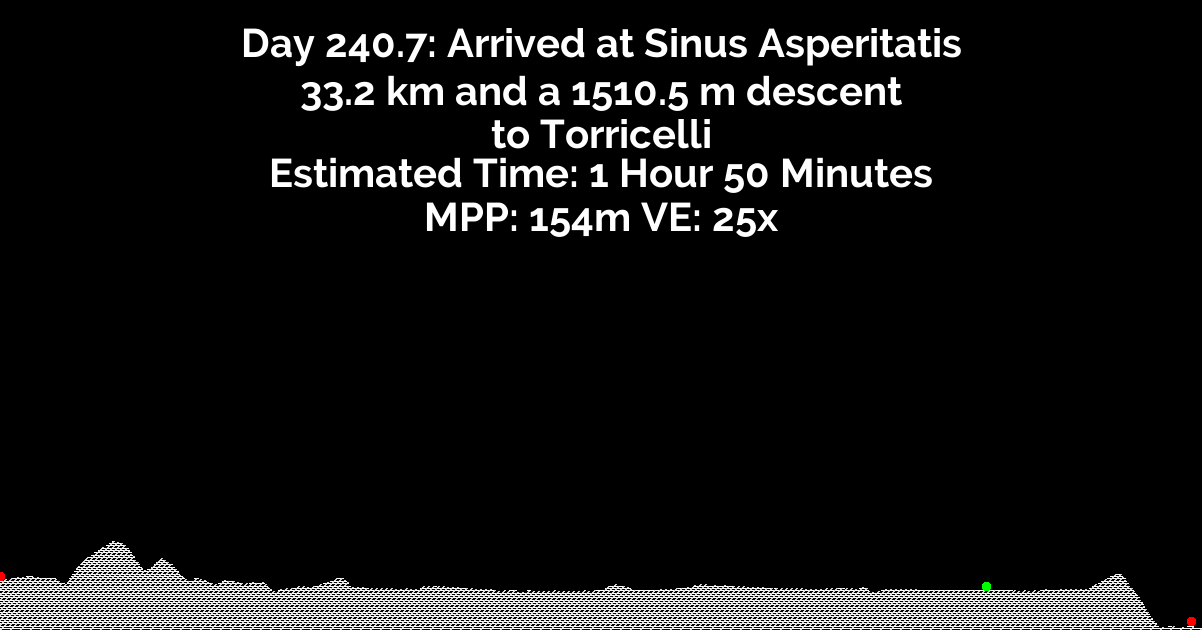 Day 240.7: Arrived at Sinus Asperitatis
33.2 km and a 1510.5 m descent
to Torricelli
Estimated Time: 1 Hour 50 Minutes
MPP: 154m VE: 25x